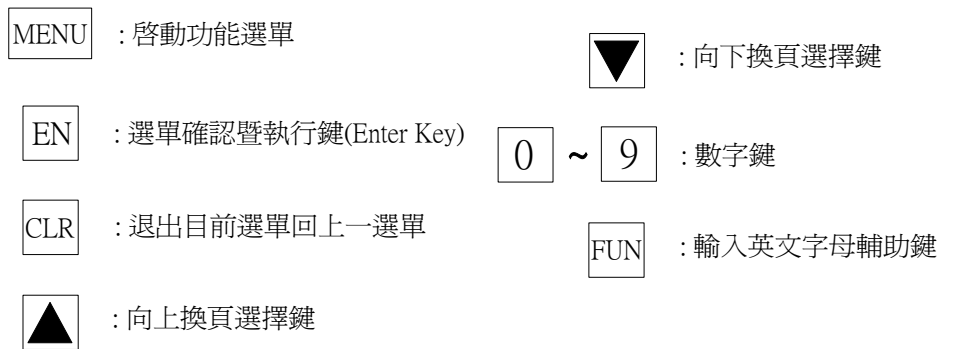 MENU : 啓動功能選單
EN : 選單確認暨執行鍵(Enter Key)
CLR : 退出目前選單回上一選單
▲ : 向上換頁選擇鍵
▼ : 向下換頁選擇鍵
0 ~ 9 : 數字鍵
FUN : 輸入英文字母輔助鍵